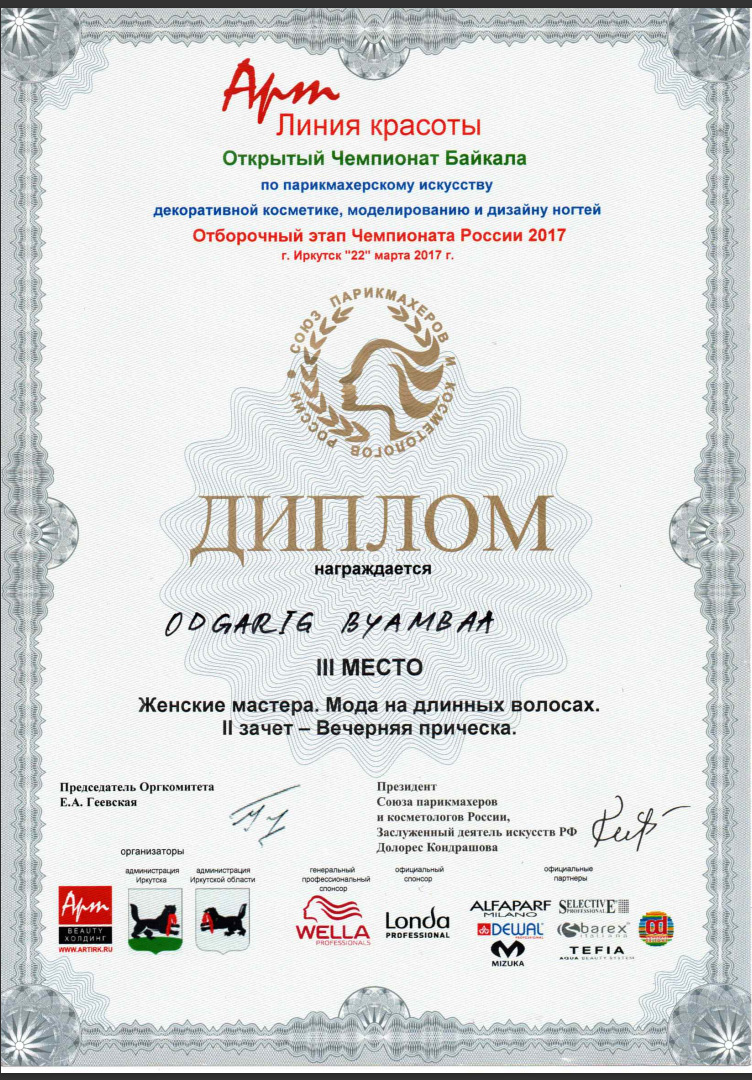 Арт
Линия красоты
Открытый Чемпионат Байкала
по парикмахерскому искусству
декоративной косметике, моделированию и дизайну ногтей
Отборочный этап Чемпионата России 2017
г. Иркутск "22" марта 2017 г.
СОЮЗ ПАРИКМАХЕРОВ И КОСМЕТОЛОГОВ РОССИИ
ДИПЛОМ
награждается
ODGARIG BYAMBAA
III МЕСТО
Женские мастера. Мода на длинных волосах.
II зачет – Вечерняя прическа.
Председатель Оргкомитета
Е.А. Геевская
Президент
Союза парикмахеров
и косметологов России,
Заслуженный деятель искусств РФ
Долорес Кондрашова
организаторы
администрация
Иркутска
администрация
Иркутской области
генеральный
профессиональный
спонсор
официальный
спонсор
официальные
партнеры
Арт
BEAUTY
ХОЛДИНГ
WWW.ARTIRK.RU
WELLA
PROFESSIONALS
Londa
PROFESSIONAL
ALFAPARF
MILANO
DEWAL
PROFESSIONAL
MIZUKA
SELECTIVE
PROFESSIONAL
barex
italiana
TEFIA
AQUA BEAUTY SYSTEM